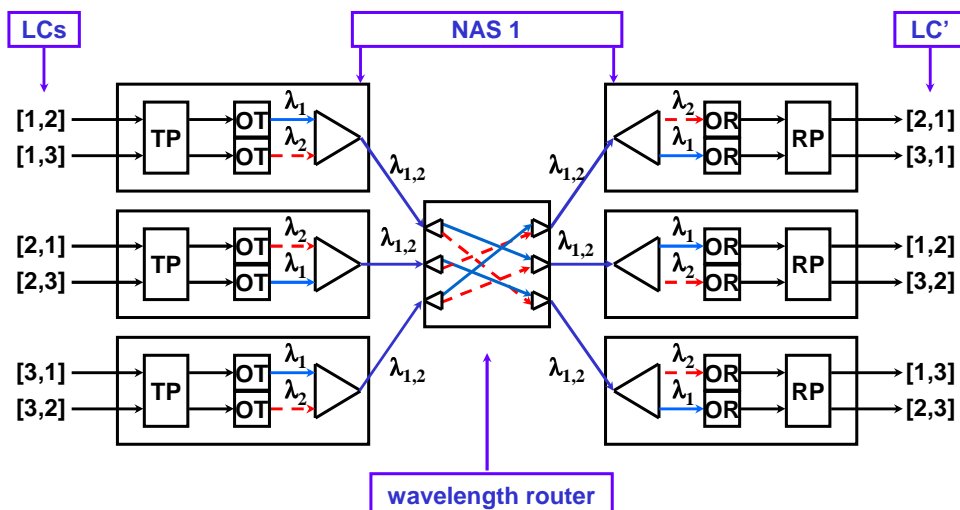 LCs
NAS 1
LC’
[1,2]
[1,3]
TP
OT
OT
λ1
λ2
λ2
λ1
OR
OR
RP
[2,1]
[3,1]
λ1,2
λ1,2
[2,1]
[2,3]
TP
OT
OT
λ2
λ1
λ1,2
λ1,2
λ1
λ2
OR
OR
RP
[1,2]
[3,2]
[3,1]
[3,2]
TP
OT
OT
λ1
λ2
λ1,2
λ1,2
λ2
λ1
OR
OR
RP
[1,3]
[2,3]
wavelength router